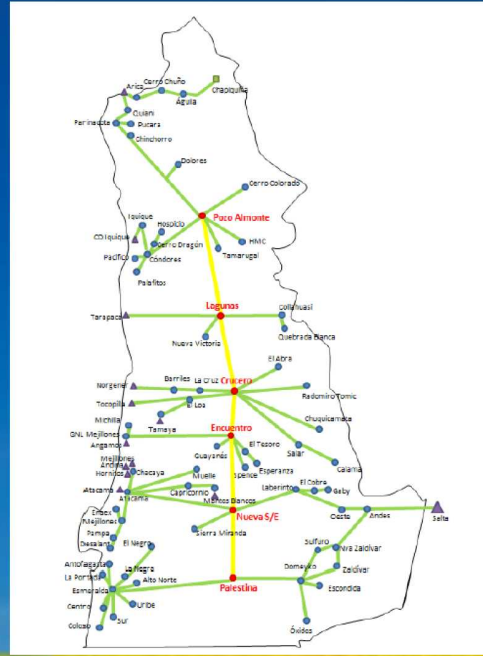 Cerro Chuño
Arica
Chapiquiña
Águila
Quiani
Parinacota
Pucara
Chinchorro
Dolores
Cerro Colorado
Iquique
Pozo Almonte
Hospicio
CD Iquique
Cerro Dragón
HMC
Pacífico
Cóndores
Tamarugal
Palafitos
Lagunas
Collahuasi
Tarapacá
Quebrada Blanca
Nueva Victoria
El Abra
Norgener
Barriles
La Cruz
Crucero
Radomiro Tomic
Tocopilla
El Loa
Michilla
Tamaya
Chuquicamata
GNL Mejillones
Encuentro
Angamos
El Tesoro
Salar
Guayanés
Mejillones
Spence
Esperanza
Calama
Andina
Hornitos
Chacaya
Muelle
El Cobre
Atacama
Capricornio
Laberinto
Gaby
Atacama
Mantos Blancos
Enaex
Oeste
Andes
Salta
Mejillones
Nueva S/E
Pampa
Sierra Miranda
Desalant
El Negro
Sulfuro
Nva Zaldívar
Antofagasta
Domeyko
Zaldívar
La Portada
La Negra
Alto Norte
Esmeralda
Palestina
Escondida
Centro
Uribe
Sur
Coloso
Óxidos